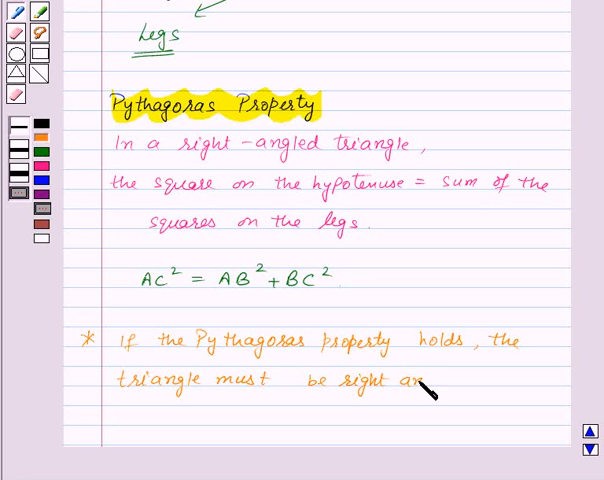 Legs
Pythagoras Property
In a right-angled triangle,
the square on the hypotenuse = sum of the
squares on the legs.
AC² = AB² + BC²
* If the Pythagoras property holds, the
triangle must be right an